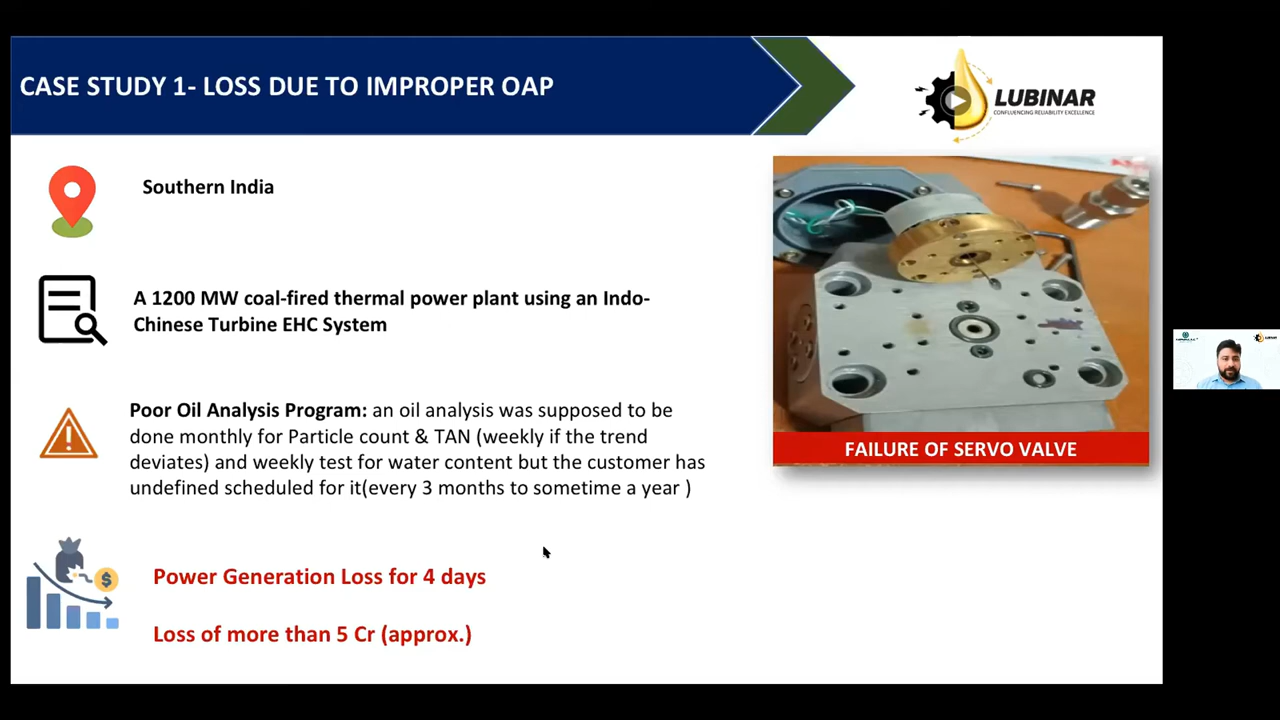 CASE STUDY 1- LOSS DUE TO IMPROPER OAP
LUBINAR
CONFLUENCING RELIABILITY EXCELLENCE
Southern India
A 1200 MW coal-fired thermal power plant using an Indo-
Chinese Turbine EHC System
Poor Oil Analysis Program: an oil analysis was supposed to be
done monthly for Particle count & TAN (weekly if the trend
deviates) and weekly test for water content but the customer has
undefined scheduled for it(every 3 months to sometime a year )
FAILURE OF SERVO VALVE
$
Power Generation Loss for 4 days
Loss of more than 5 Cr (approx.)